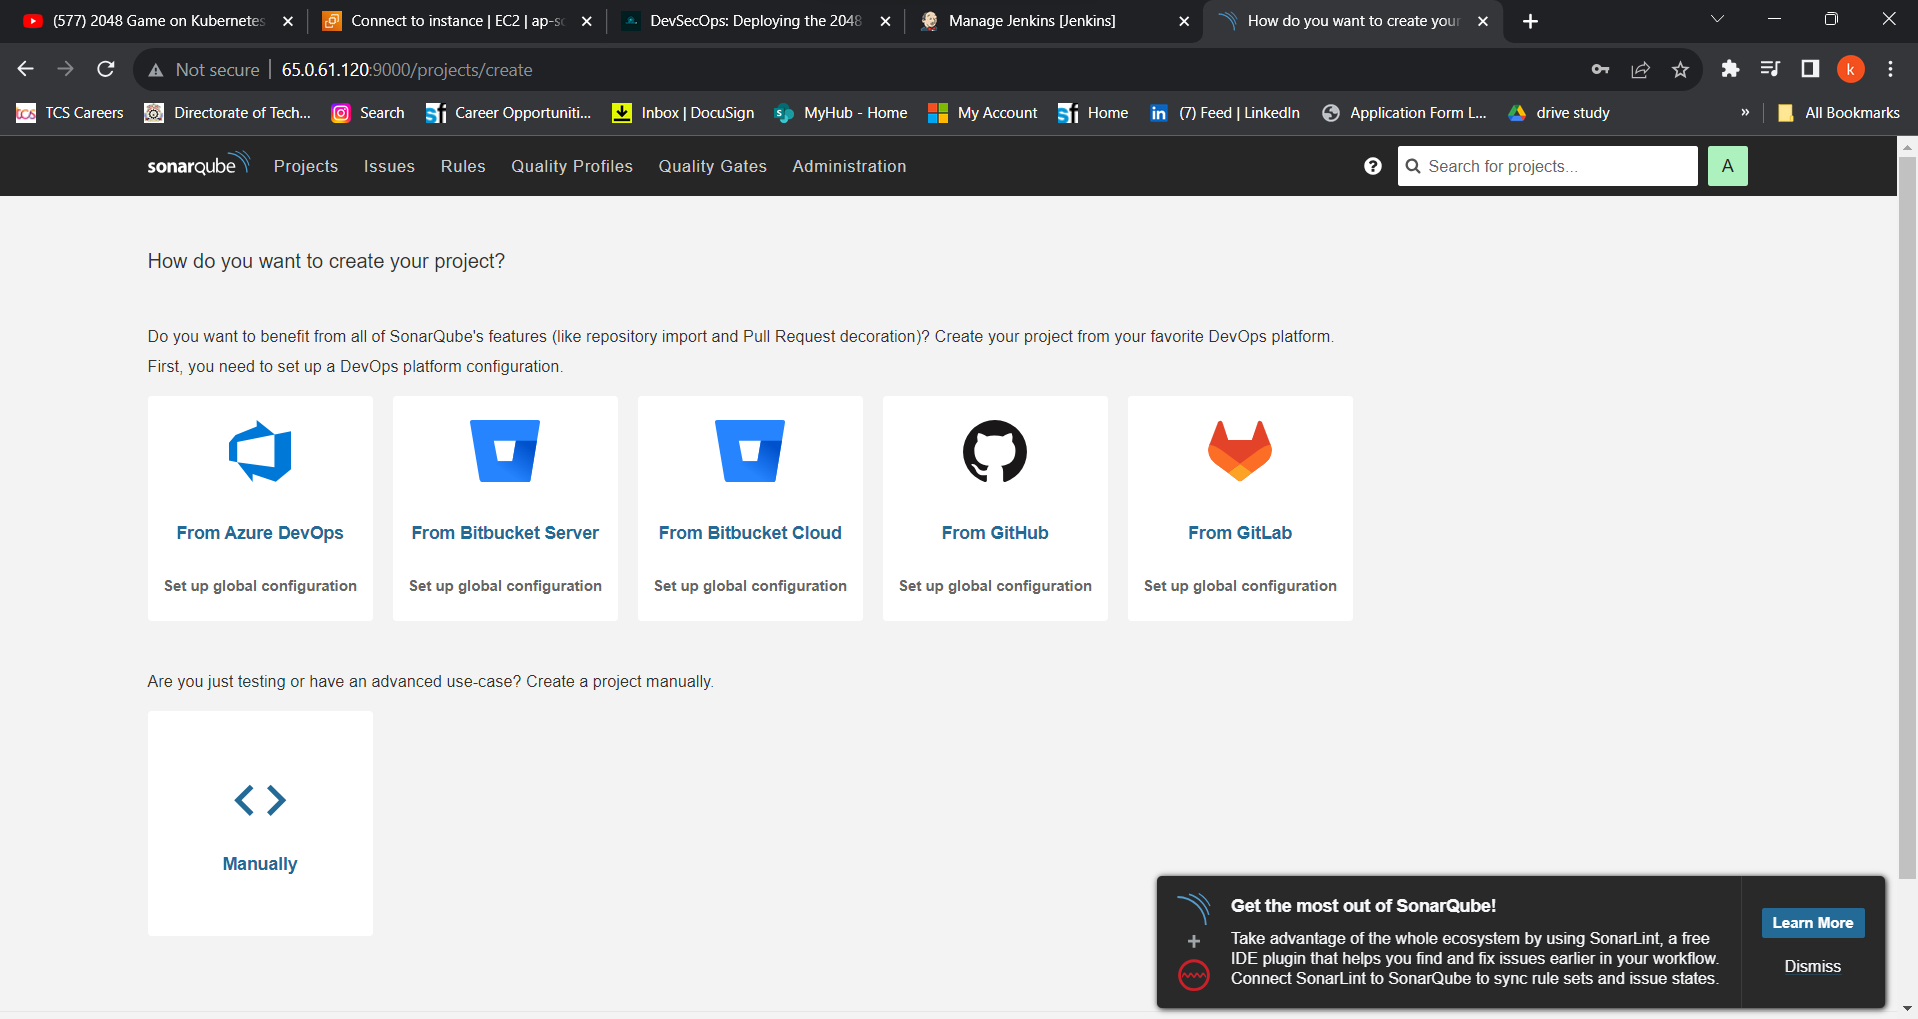 (577) 2048 Game on Kubernetes
Connect to instance | EC2 | ap-so
DevSecOps: Deploying the 2048
Manage Jenkins [Jenkins]
How do you want to create your
Not secure
65.0.61.120:9000/projects/create
k
tcs TCS Careers
Directorate of Tech...
Search
Career Opportuniti...
Inbox | DocuSign
MyHub - Home
My Account
Home
(7) Feed | LinkedIn
Application Form L...
drive study
»
All Bookmarks
sonarqube
Projects
Issues
Rules
Quality Profiles
Quality Gates
Administration
?
Search for projects...
A
How do you want to create your project?
Do you want to benefit from all of SonarQube's features (like repository import and Pull Request decoration)? Create your project from your favorite DevOps platform.
First, you need to set up a DevOps platform configuration.
From Azure DevOps
From Bitbucket Server
From Bitbucket Cloud
From GitHub
From GitLab
Set up global configuration
Set up global configuration
Set up global configuration
Set up global configuration
Set up global configuration
Are you just testing or have an advanced use-case? Create a project manually.
Manually
Get the most out of SonarQube!
Take advantage of the whole ecosystem by using SonarLint, a free
IDE plugin that helps you find and fix issues earlier in your workflow.
Connect SonarLint to SonarQube to sync rule sets and issue states.
Learn More
Dismiss